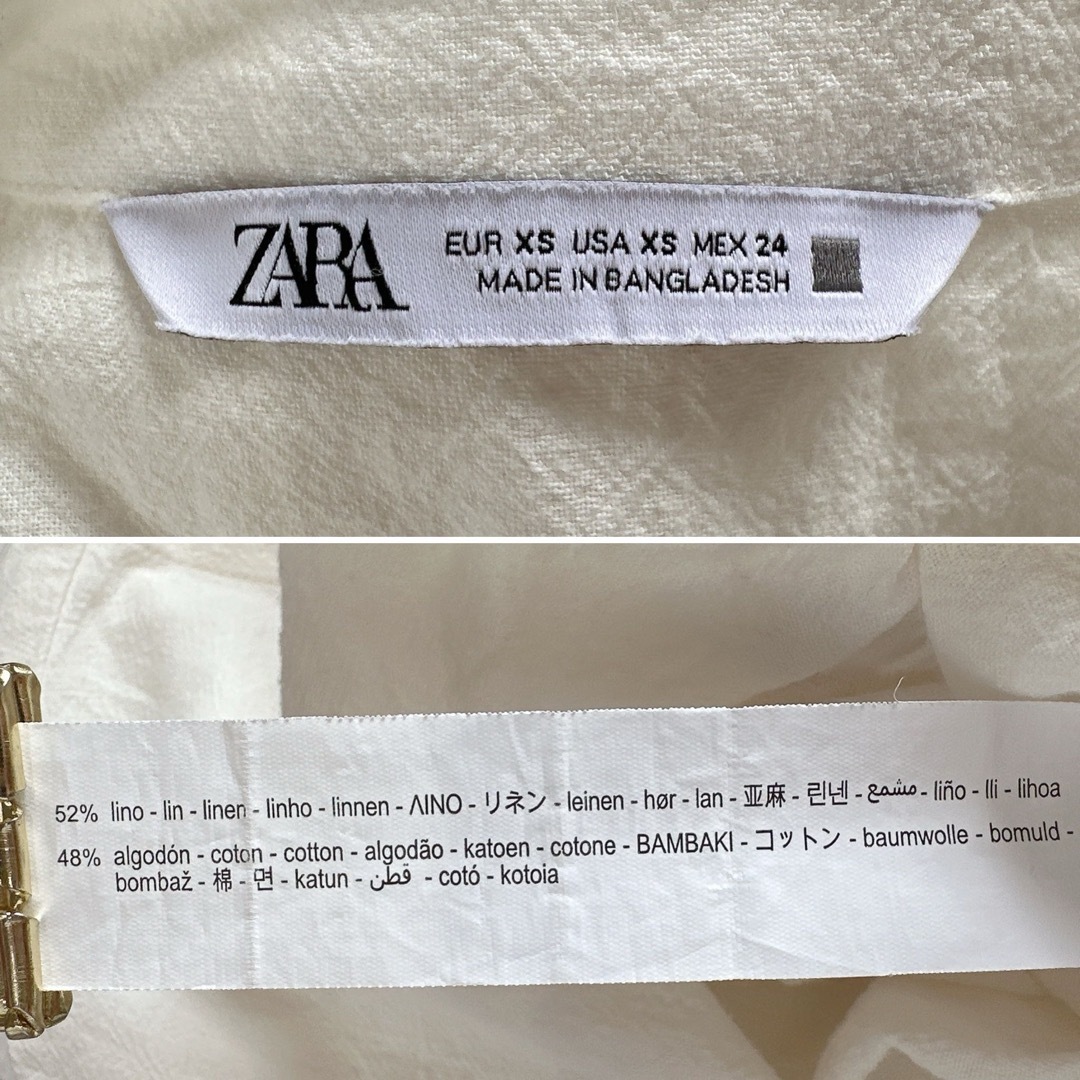 ZARA
EUR XS USA XS MEX 24
MADE IN BANGLADESH
52% lino - lin - linen - linho - linnen - ΛΙΝΟ - リネン - leinen - hør - lan - 亚麻 - 린넨 - مشمع - liño - lli - lihoa
48% algodón - coton - cotton - algodão - katoen - cotone - BAMBAKI - コットン - baumwolle - bomuld -
bombaž - 棉 - 면 - katun - قطن - cotó - kotoia